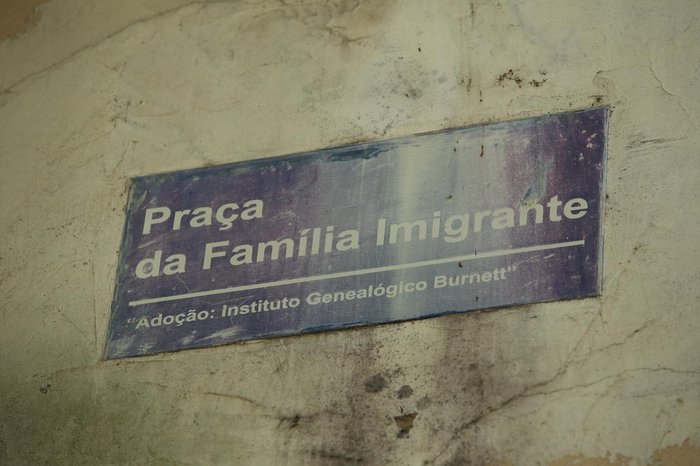 Praça
da Família Imigrante
“Adoção: Instituto Genealógico Burnett”